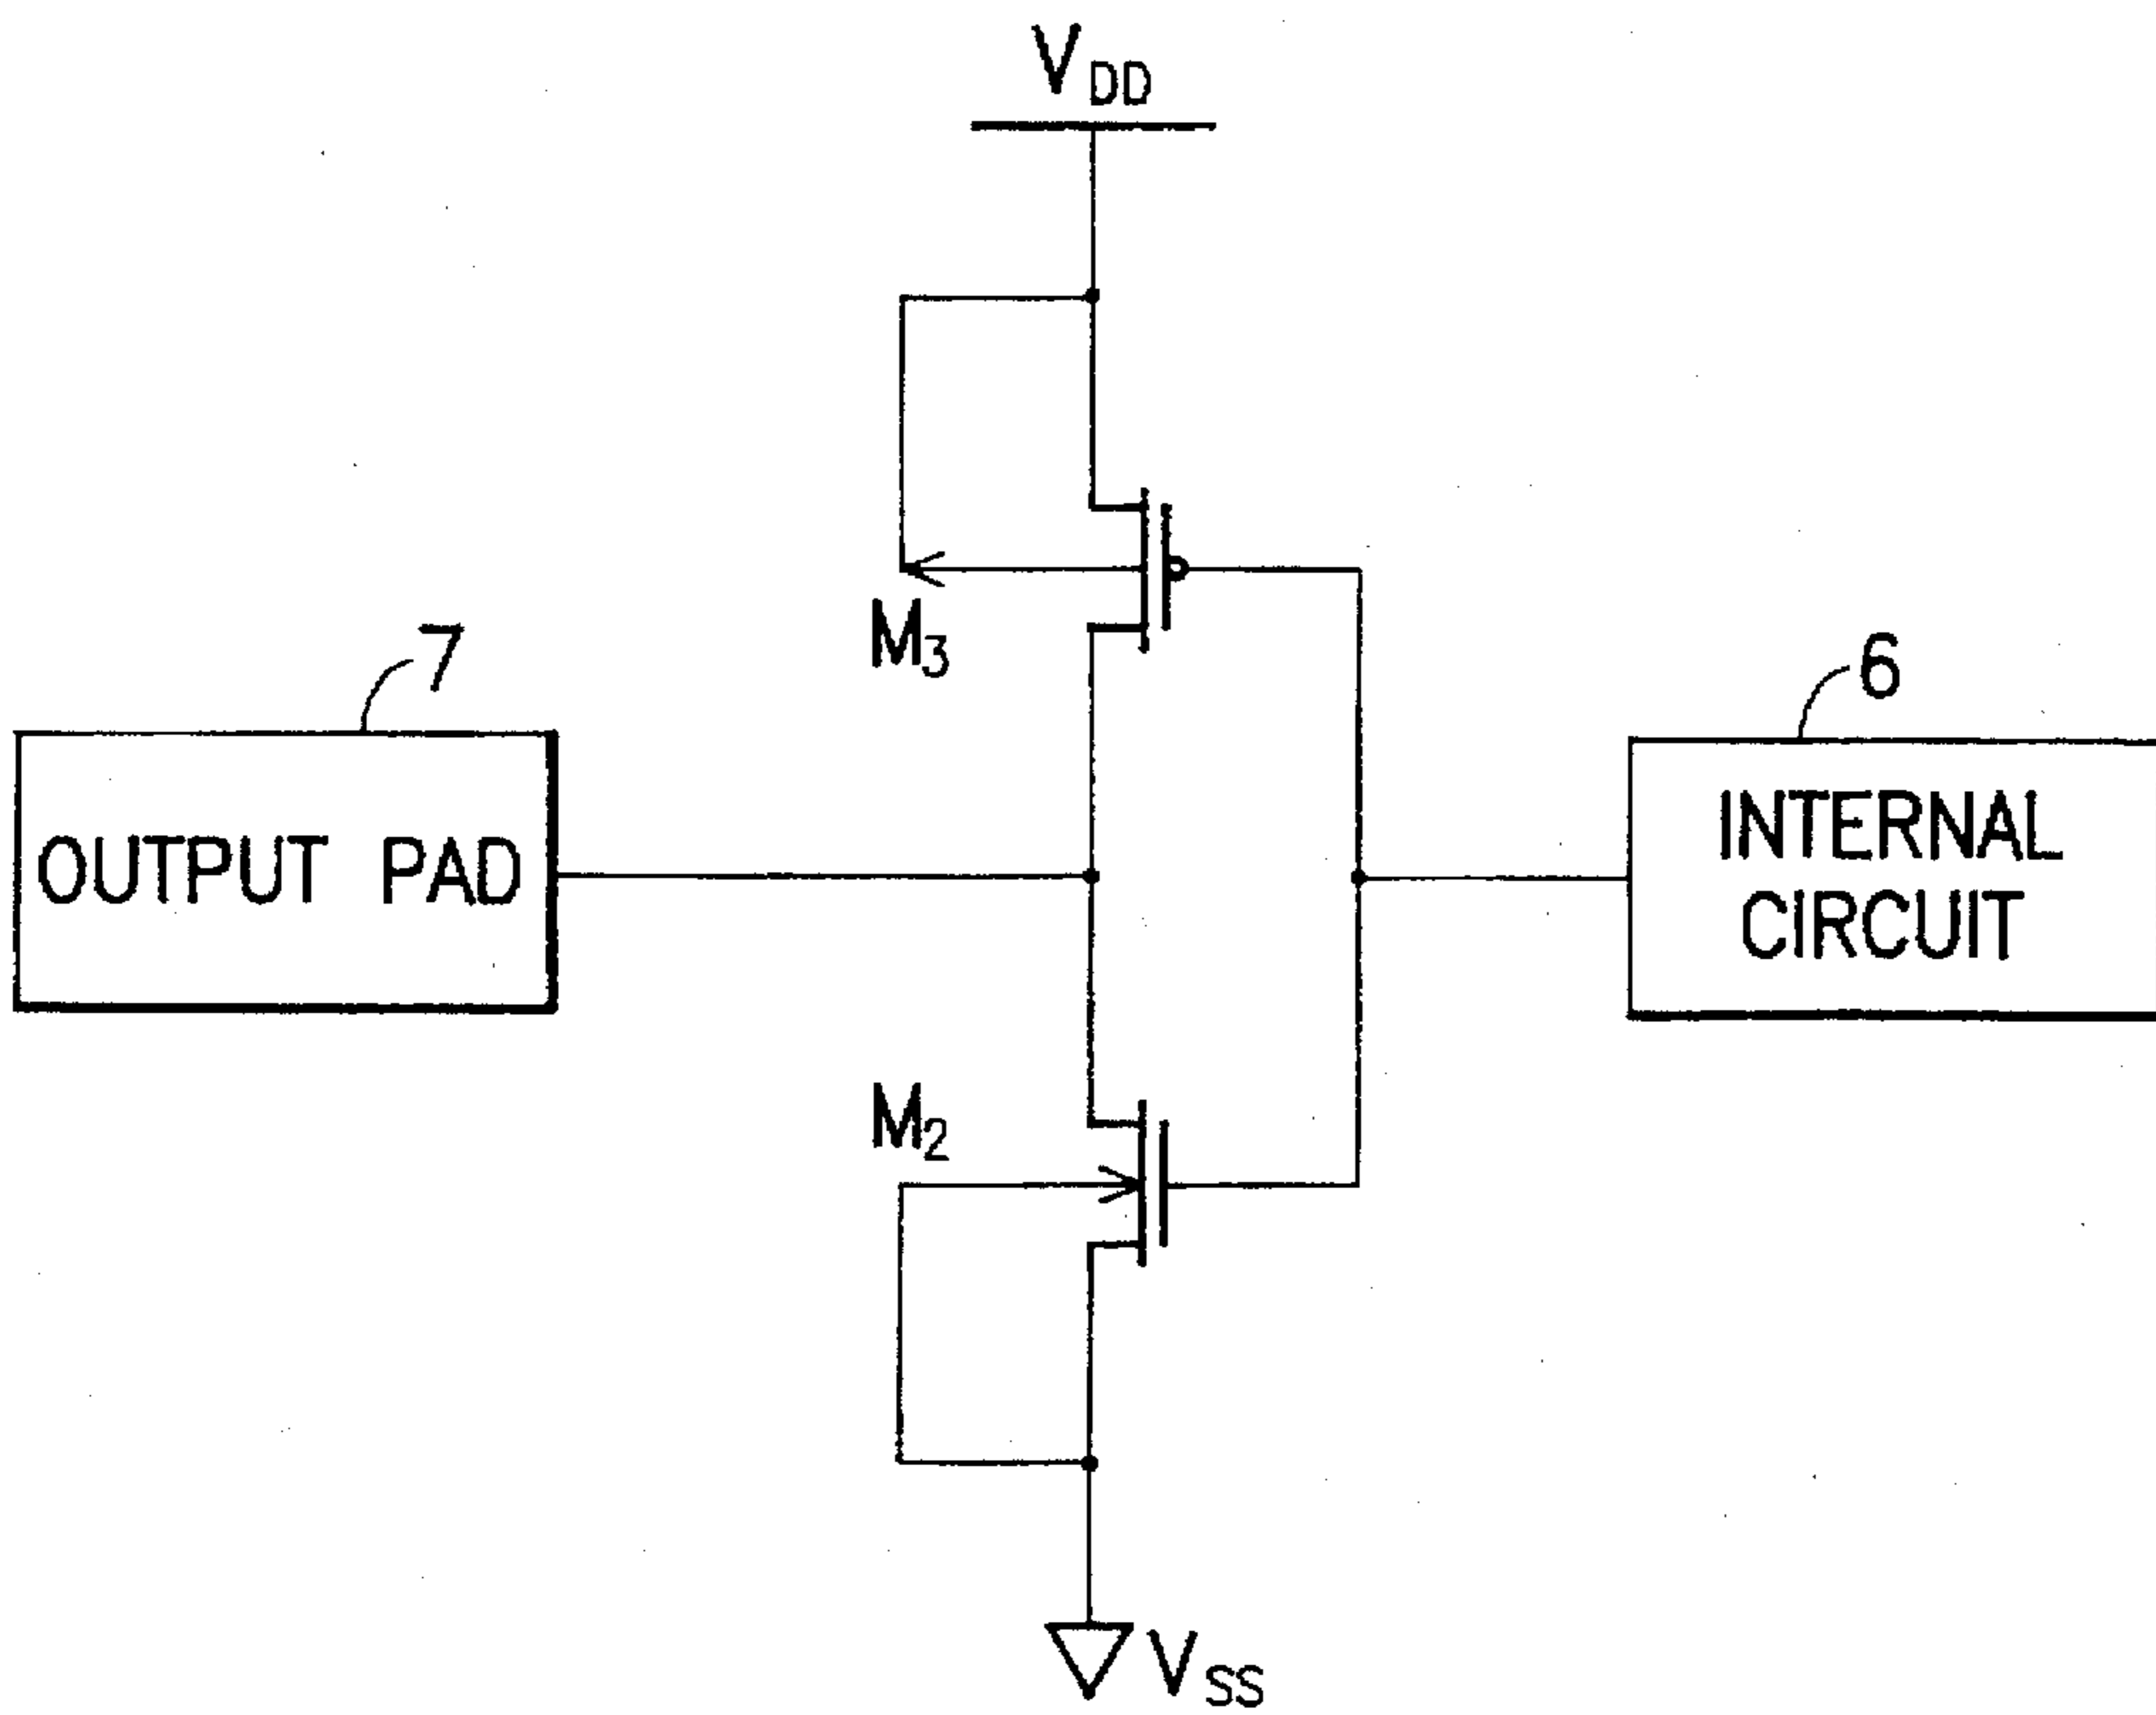 VDD
M3
7
6
OUTPUT PAD
INTERNAL
CIRCUIT
M2
VSS